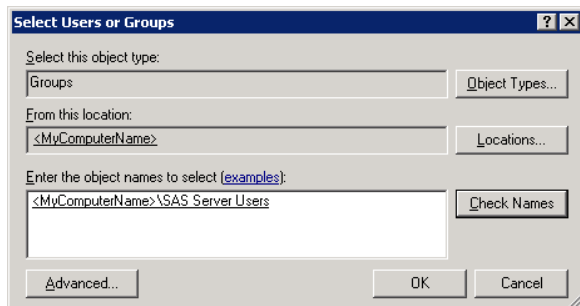 Select Users or Groups
Select this object type:
Groups
Object Types...
From this location:
<MyComputerName>
Locations...
Enter the object names to select (examples):
<MyComputerName>\SAS Server Users
Check Names
Advanced...
OK
Cancel